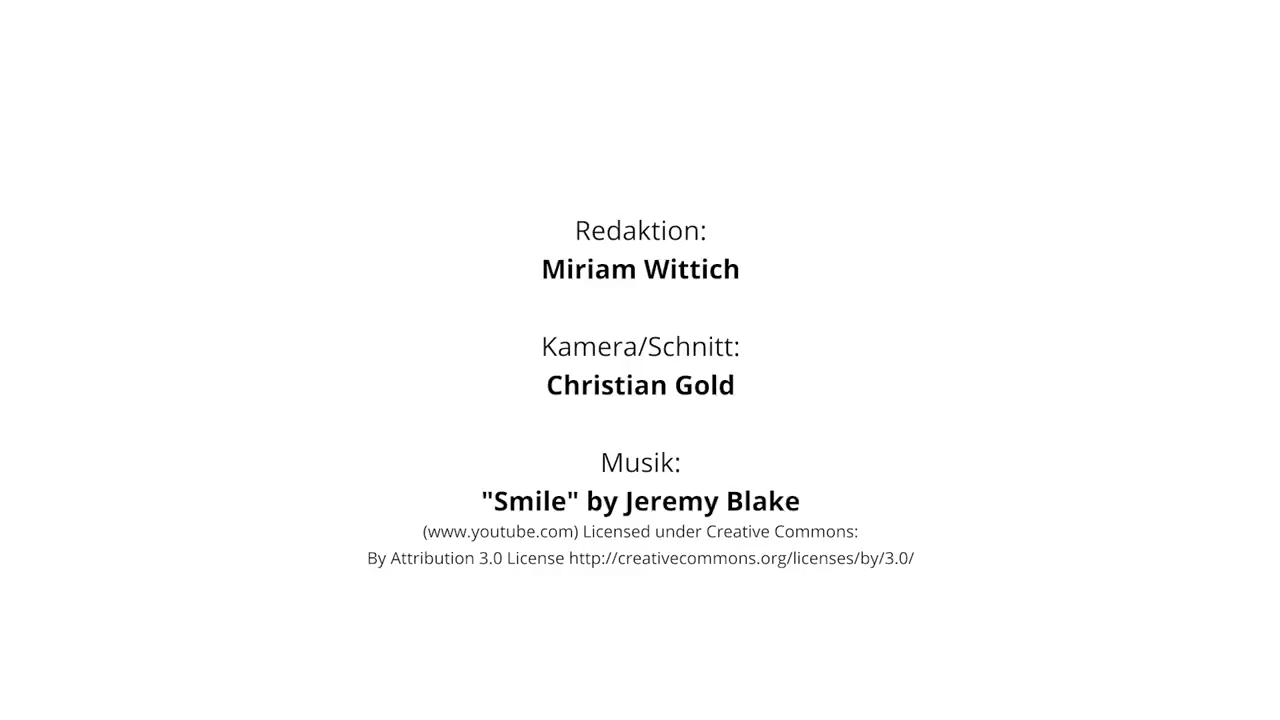 Redaktion:
Miriam Wittich
Kamera/Schnitt:
Christian Gold
Musik:
"Smile" by Jeremy Blake
(www.youtube.com) Licensed under Creative Commons:
By Attribution 3.0 License http://creativecommons.org/licenses/by/3.0/